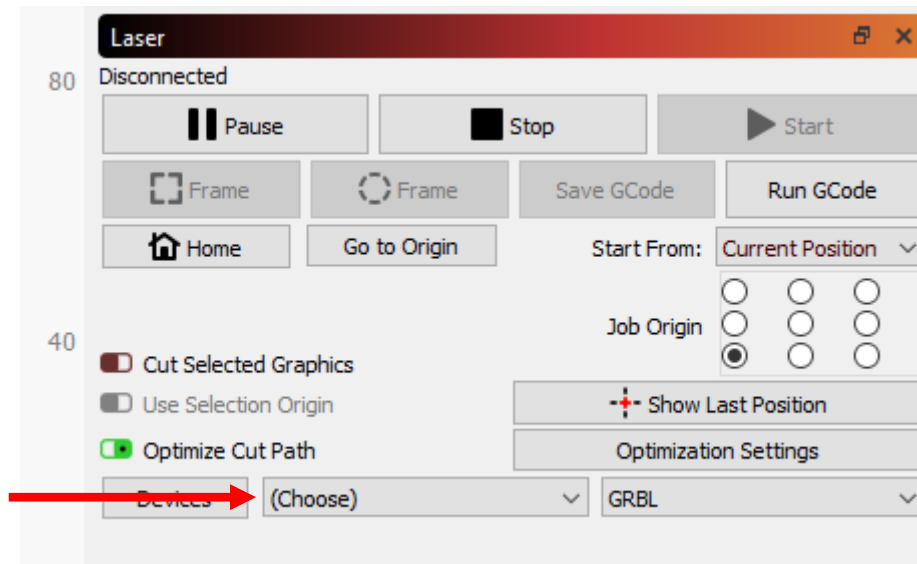 Laser
80
Disconnected
Pause Stop Start
Frame Frame Save GCode Run GCode
Home Go to Origin Start From: Current Position
Job Origin
40
Cut Selected Graphics
Use Selection Origin Show Last Position
Optimize Cut Path Optimization Settings
Devices (Choose) GRBL